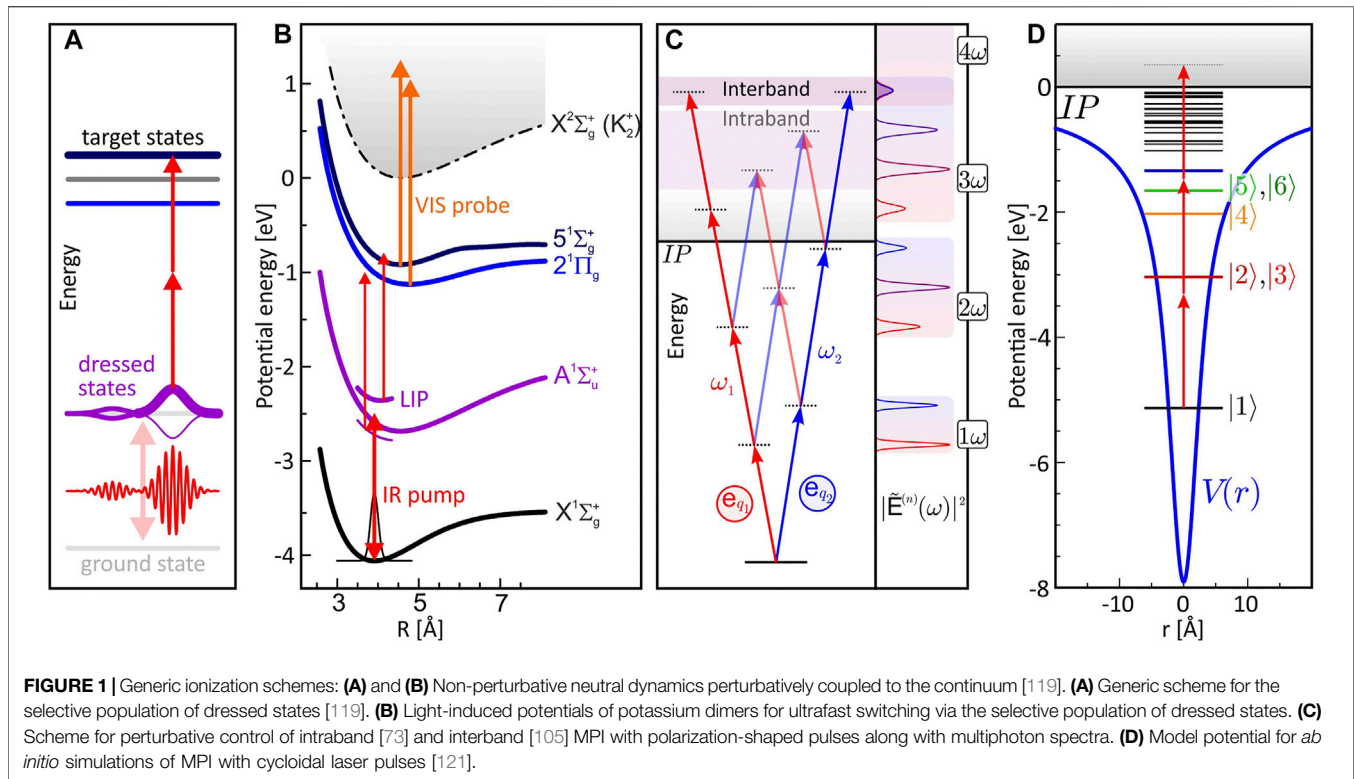 A
target states
Energy
dressed
states
ground state
B
1
0
-1
-2
-3
-4
Potential energy [eV]
X²Σg⁺ (K₂⁺)
VIS probe
5¹Σg⁺
2¹Πg
A¹Σu⁺
LIP
IR pump
X¹Σg⁺
3 5 7
R [Å]
C
Interband
Intraband
IP
Energy
ω₁
ω₂
e_q₁
e_q₂
4ω
3ω
2ω
1ω
|Ẽ⁽ⁿ⁾(ω)|²
D
0
-2
-4
-6
-8
Potential energy [eV]
IP
|5⟩,|6⟩
|4⟩
|2⟩,|3⟩
|1⟩
V(r)
-10 0 10
r [Å]
FIGURE 1 | Generic ionization schemes: (A) and (B) Non-perturbative neutral dynamics perturbatively coupled to the continuum [119]. (A) Generic scheme for the
selective population of dressed states [119]. (B) Light-induced potentials of potassium dimers for ultrafast switching via the selective population of dressed states. (C)
Scheme for perturbative control of intraband [73] and interband [105] MPI with polarization-shaped pulses along with multiphoton spectra. (D) Model potential for ab
initio simulations of MPI with cycloidal laser pulses [121].